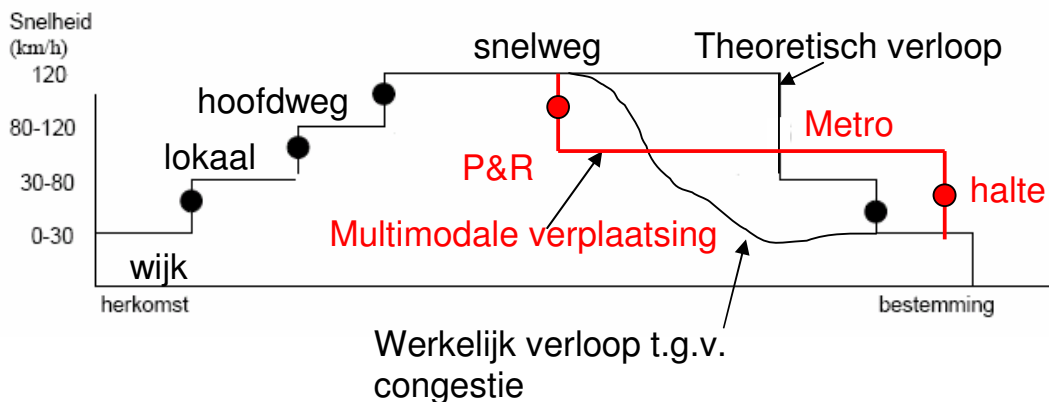 Snelheid
(km/h)
120
snelweg
Theoretisch verloop
hoofdweg
80-120
Metro
lokaal
P&R
30-80
halte
0-30
Multimodale verplaatsing
wijk
herkomst
bestemming
Werkelijk verloop t.g.v.
congestie